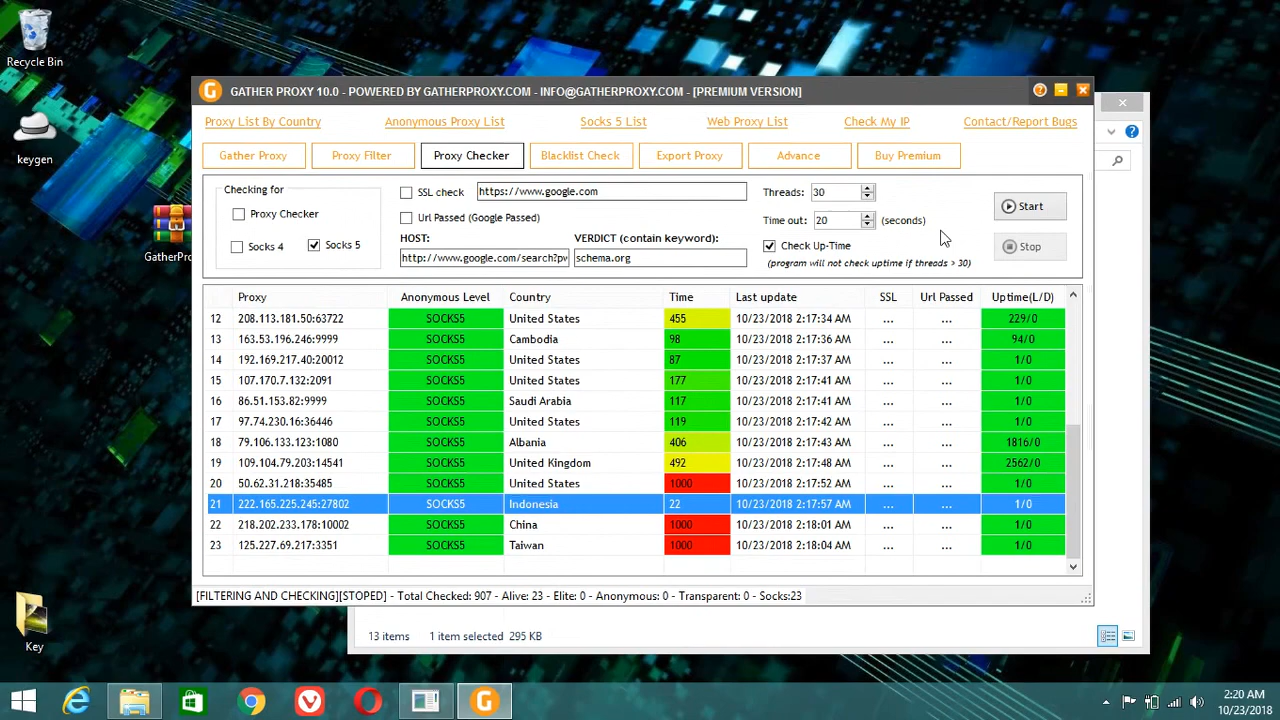 Recycle Bin
keygen
GatherPro
Key
GATHER PROXY 10.0 - POWERED BY GATHERPROXY.COM - INFO@GATHERPROXY.COM - [PREMIUM VERSION]
Proxy List By Country Anonymous Proxy List Socks 5 List Web Proxy List Check My IP Contact/Report Bugs
Gather Proxy Proxy Filter Proxy Checker Blacklist Check Export Proxy Advance Buy Premium
Checking for
Proxy Checker
Socks 4 Socks 5
SSL check https://www.google.com
Url Passed (Google Passed)
HOST: VERDICT (contain keyword):
http://www.google.com/search?pv schema.org
Threads: 30
Time out: 20 (seconds)
Check Up-Time
(program will not check uptime if threads > 30)
Start
Stop
Proxy Anonymous Level Country Time Last update SSL Url Passed Uptime(L/D)
12 208.113.181.50:63722 SOCKS5 United States 455 10/23/2018 2:17:34 AM ... ... 229/0
13 163.53.196.246:9999 SOCKS5 Cambodia 98 10/23/2018 2:17:36 AM ... ... 94/0
14 192.169.217.40:20012 SOCKS5 United States 87 10/23/2018 2:17:37 AM ... ... 1/0
15 107.170.7.132:2091 SOCKS5 United States 177 10/23/2018 2:17:41 AM ... ... 1/0
16 86.51.153.82:9999 SOCKS5 Saudi Arabia 117 10/23/2018 2:17:41 AM ... ... 1/0
17 97.74.230.16:36446 SOCKS5 United States 119 10/23/2018 2:17:42 AM ... ... 1/0
18 79.106.133.123:1080 SOCKS5 Albania 406 10/23/2018 2:17:43 AM ... ... 1816/0
19 109.104.79.203:14541 SOCKS5 United Kingdom 492 10/23/2018 2:17:48 AM ... ... 2562/0
20 50.62.31.218:35485 SOCKS5 United States 1000 10/23/2018 2:17:52 AM ... ... 1/0
21 222.165.225.245:27802 SOCKS5 Indonesia 22 10/23/2018 2:17:57 AM ... ... 1/0
22 218.202.233.178:10002 SOCKS5 China 1000 10/23/2018 2:18:01 AM ... ... 1/0
23 125.227.69.217:3351 SOCKS5 Taiwan 1000 10/23/2018 2:18:04 AM ... ... 1/0
[FILTERING AND CHECKING][STOPED] - Total Checked: 907 - Alive: 23 - Elite: 0 - Anonymous: 0 - Transparent: 0 - Socks:23
13 items 1 item selected 295 KB
2:20 AM
10/23/2018